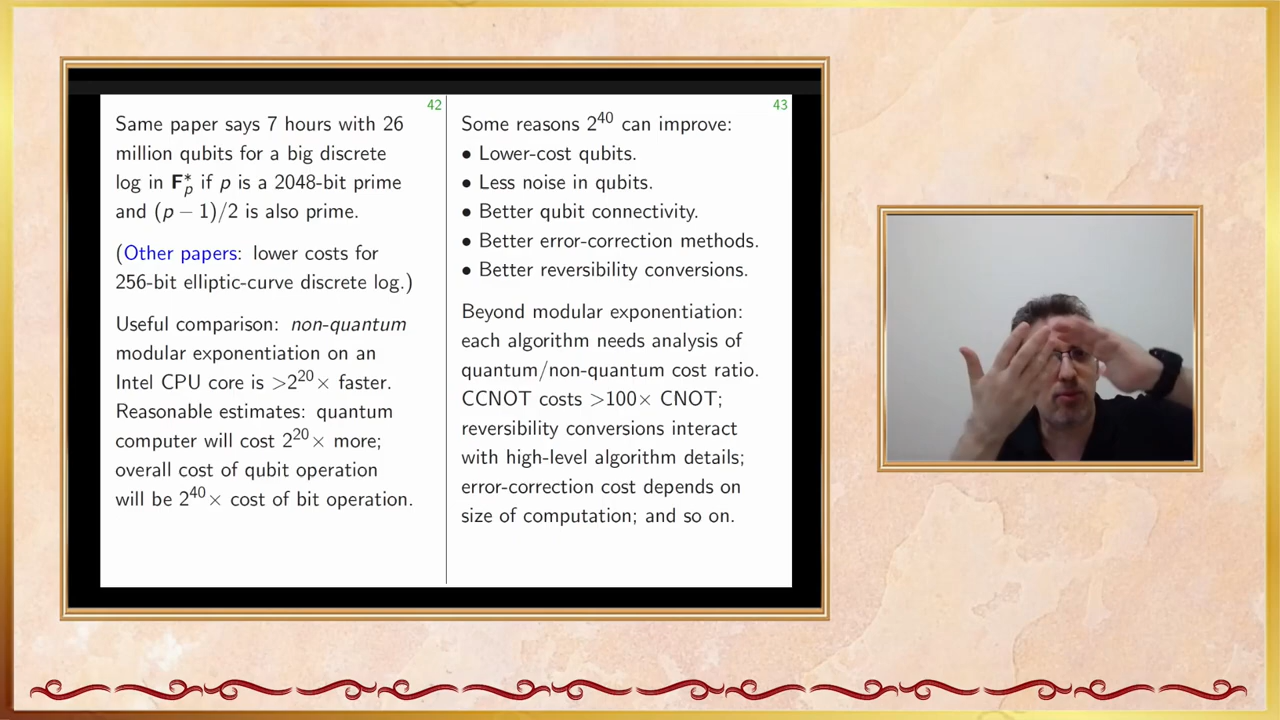 42
Same paper says 7 hours with 26
million qubits for a big discrete
log in F*p if p is a 2048-bit prime
and (p − 1)/2 is also prime.
(Other papers: lower costs for
256-bit elliptic-curve discrete log.)
Useful comparison: non-quantum
modular exponentiation on an
Intel CPU core is >2^20× faster.
Reasonable estimates: quantum
computer will cost 2^20× more;
overall cost of qubit operation
will be 2^40× cost of bit operation.
43
Some reasons 2^40 can improve:
• Lower-cost qubits.
• Less noise in qubits.
• Better qubit connectivity.
• Better error-correction methods.
• Better reversibility conversions.
Beyond modular exponentiation:
each algorithm needs analysis of
quantum/non-quantum cost ratio.
CCNOT costs >100× CNOT;
reversibility conversions interact
with high-level algorithm details;
error-correction cost depends on
size of computation; and so on.